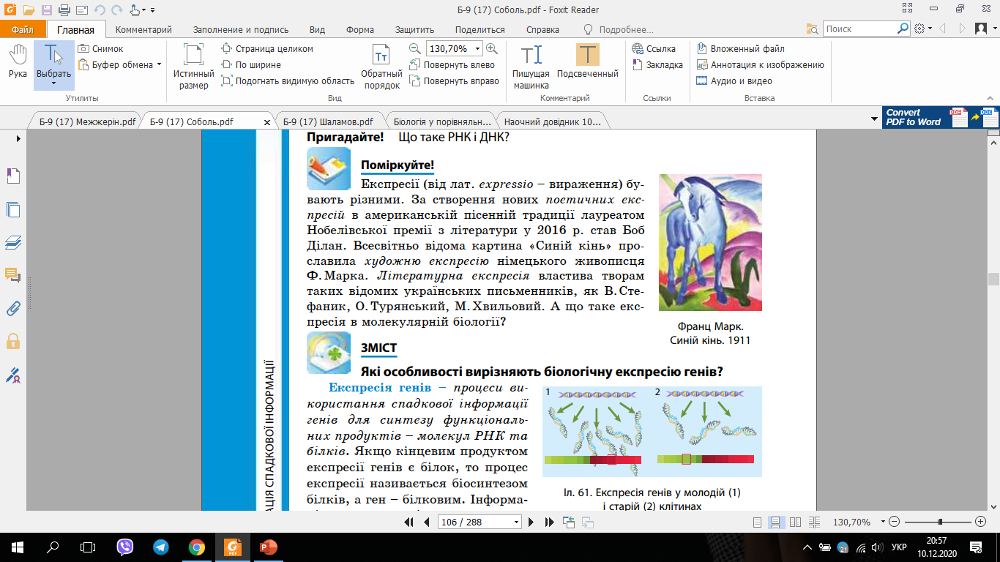 Б-9 (17) Соболь.pdf - Foxit Reader
Файл
Главная
Комментарий
Заполнение и подпись
Вид
Форма
Защитить
Поделиться
Справка
Подробнее...
Поиск
Рука
Выбрать
Снимок
Буфер обмена
Утилиты
Истинный
размер
Страница целиком
По ширине
Подогнать видимую область
Обратный
порядок
130,70%
Повернуть влево
Повернуть вправо
Вид
Пишущая
машинка
Подсвеченный
Комментарий
Ссылка
Закладка
Ссылки
Вложенный файл
Аннотация к изображению
Аудио и видео
Вставка
Б-9 (17) Межжерін.pdf
Б-9 (17) Соболь.pdf
Б-9 (17) Шаламов.pdf
Біологія у порівняльн...
Наочний довідник 10...
Convert
PDF to Word
PDF
DOC
Пригадайте! Що таке РНК і ДНК?
Поміркуйте!
Експресії (від лат. expressio – вираження) бу-
вають різними. За створення нових поетичних екс-
пресій в американській пісенній традиції лауреатом
Нобелівської премії з літератури у 2016 р. став Боб
Ділан. Всесвітньо відома картина «Синій кінь» про-
славила художню експресію німецького живописця
Ф. Марка. Літературна експресія властива творам
таких відомих українських письменників, як В. Сте-
фаник, О. Турянський, М. Хвильовий. А що таке екс-
пресія в молекулярній біології?
Франц Марк.
Синій кінь. 1911
ЗМІСТ
Які особливості вирізняють біологічну експресію генів?
Експресія генів – процеси ви-
користання спадкової інформації
генів для синтезу функціональ-
них продуктів – молекул РНК та
білків. Якщо кінцевим продуктом
експресії генів є білок, то процес
експресії називається біосинтезом
білків, а ген – білковим. Інформа-
1
2
Іл. 61. Експресія генів у молодій (1)
і старій (2) клітинах
АЦІЯ СПАДКОВОЇ ІНФОРМАЦІЇ
106 / 288
130,70%
21
УКР
20:57
10.12.2020